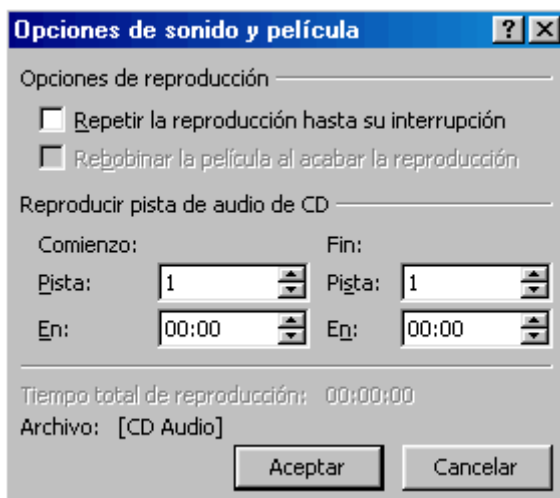 Opciones de sonido y película
Opciones de reproducción
Repetir la reproducción hasta su interrupción
Rebobinar la película al acabar la reproducción
Reproducir pista de audio de CD
Comienzo: Fin:
Pista: 1 Pista: 1
En: 00:00 En: 00:00
Tiempo total de reproducción: 00:00:00
Archivo: [CD Audio]
Aceptar Cancelar